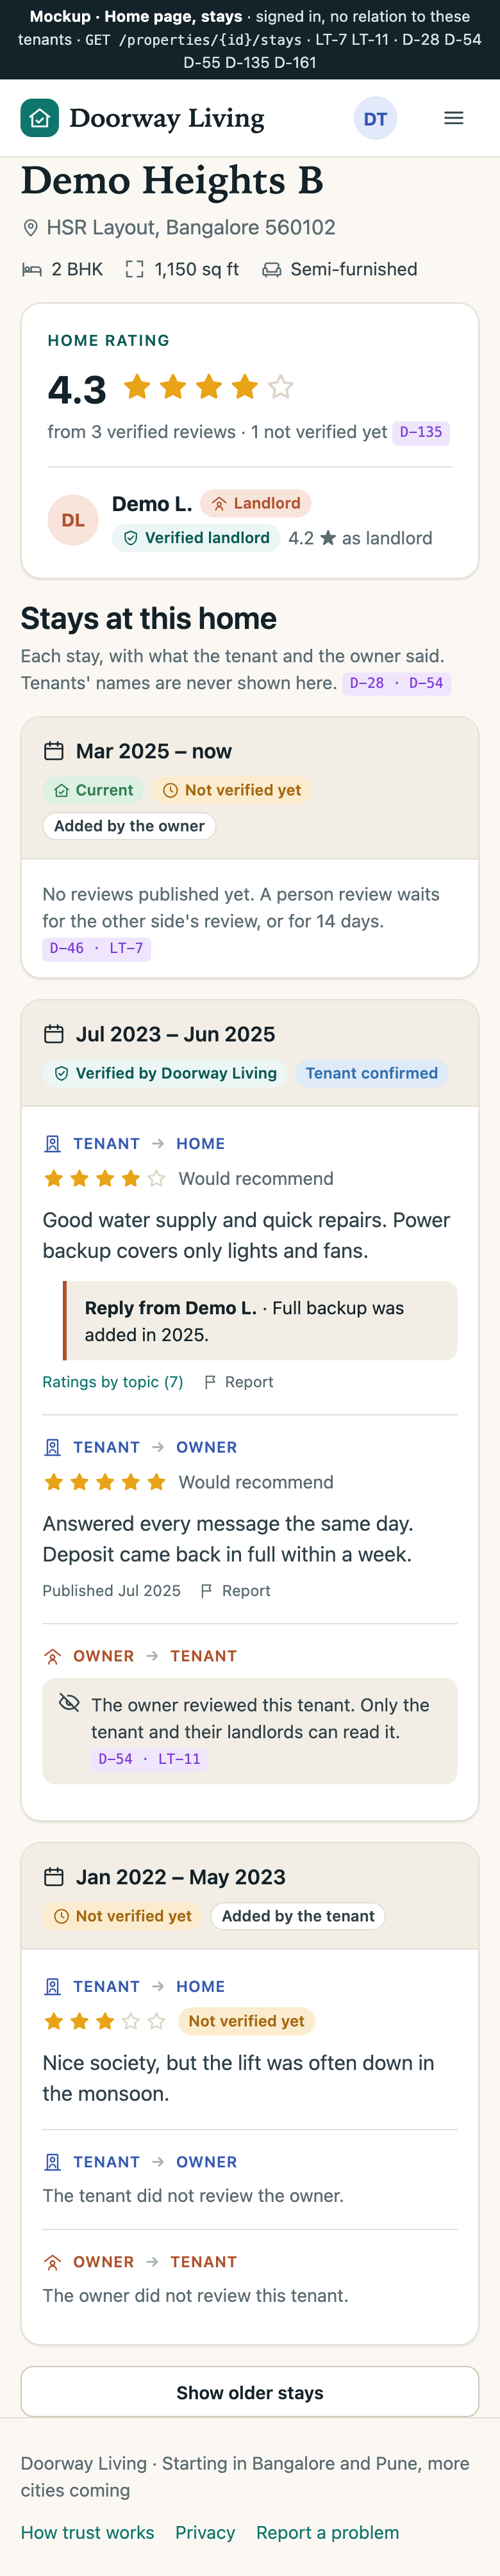 Mockup · Home page, stays · signed in, no relation to these
tenants · GET /properties/{id}/stays · LT-7 LT-11 · D-28 D-54
D-55 D-135 D-161
Doorway Living
DT
Demo Heights B
HSR Layout, Bangalore 560102
2 BHK 1,150 sq ft Semi-furnished
HOME RATING
4.3
from 3 verified reviews · 1 not verified yet D-135
DL
Demo L. Landlord
Verified landlord 4.2 ★ as landlord
Stays at this home
Each stay, with what the tenant and the owner said.
Tenants' names are never shown here. D-28 · D-54
Mar 2025 – now
Current Not verified yet
Added by the owner
No reviews published yet. A person review waits
for the other side's review, or for 14 days.
D-46 · LT-7
Jul 2023 – Jun 2025
Verified by Doorway Living Tenant confirmed
TENANT → HOME
Would recommend
Good water supply and quick repairs. Power
backup covers only lights and fans.
Reply from Demo L. · Full backup was
added in 2025.
Ratings by topic (7) Report
TENANT → OWNER
Would recommend
Answered every message the same day.
Deposit came back in full within a week.
Published Jul 2025 Report
OWNER → TENANT
The owner reviewed this tenant. Only the
tenant and their landlords can read it.
D-54 · LT-11
Jan 2022 – May 2023
Not verified yet Added by the tenant
TENANT → HOME
Not verified yet
Nice society, but the lift was often down in
the monsoon.
TENANT → OWNER
The tenant did not review the owner.
OWNER → TENANT
The owner did not review this tenant.
Show older stays
Doorway Living · Starting in Bangalore and Pune, more
cities coming
How trust works Privacy Report a problem